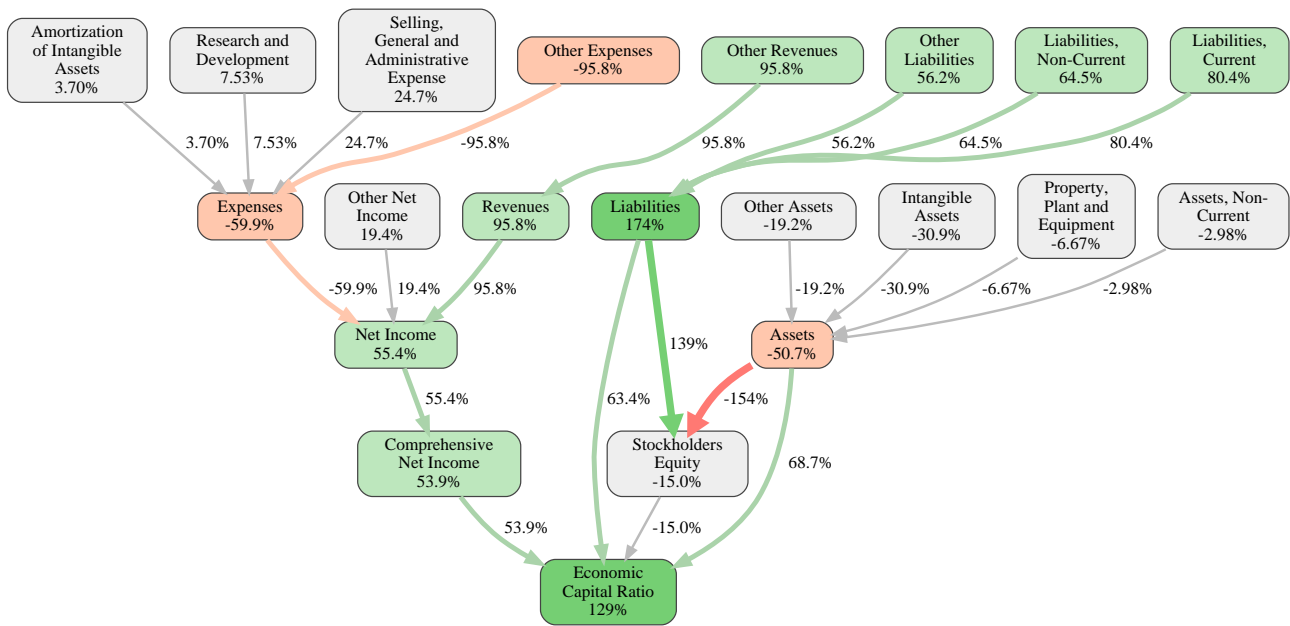 Amortization
of Intangible
Assets
3.70%
Research and
Development
7.53%
Selling,
General and
Administrative
Expense
24.7%
Other Expenses
-95.8%
Other Revenues
95.8%
Other
Liabilities
56.2%
Liabilities,
Non-Current
64.5%
Liabilities,
Current
80.4%
3.70%
7.53%
24.7%
-95.8%
95.8%
56.2%
64.5%
80.4%
Expenses
-59.9%
Other Net
Income
19.4%
Revenues
95.8%
Liabilities
174%
Other Assets
-19.2%
Intangible
Assets
-30.9%
Property,
Plant and
Equipment
-6.67%
Assets, Non-
Current
-2.98%
-59.9%
19.4%
95.8%
-19.2%
-30.9%
-6.67%
-2.98%
Net Income
55.4%
139%
Assets
-50.7%
55.4%
63.4%
-154%
Comprehensive
Net Income
53.9%
Stockholders
Equity
-15.0%
68.7%
53.9%
-15.0%
Economic
Capital Ratio
129%